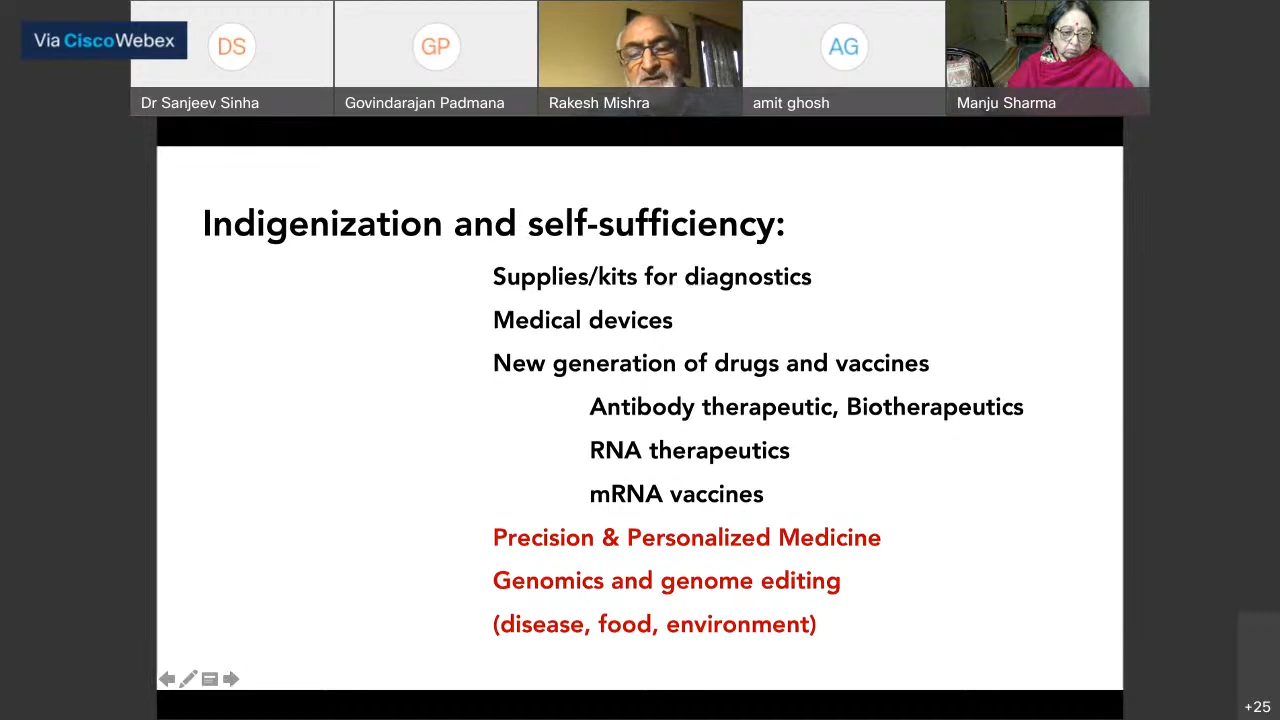 Via CiscoWebex
DS
GP
AG
Dr Sanjeev Sinha
Govindarajan Padmana
Rakesh Mishra
amit ghosh
Manju Sharma
Indigenization and self-sufficiency:
Supplies/kits for diagnostics
Medical devices
New generation of drugs and vaccines
Antibody therapeutic, Biotherapeutics
RNA therapeutics
mRNA vaccines
Precision & Personalized Medicine
Genomics and genome editing
(disease, food, environment)
+25